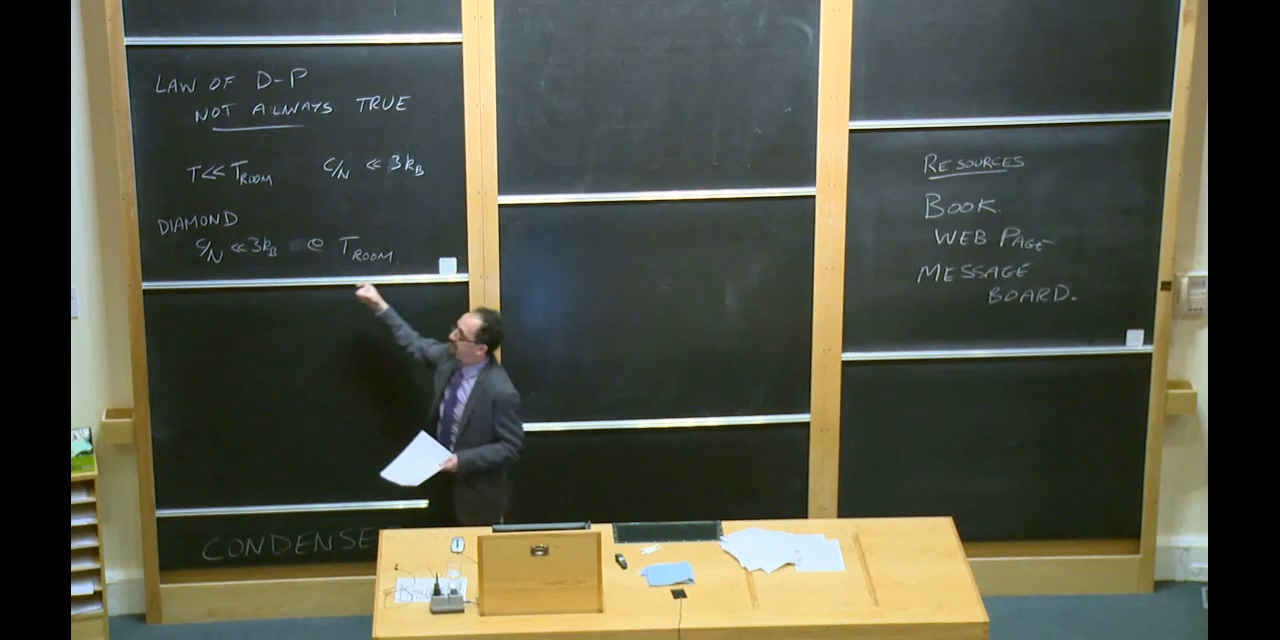 LAW OF D-P
NOT ALWAYS TRUE
T << T_ROOM C/N << 3k_B
DIAMOND
C/N << 3k_B @ T_ROOM.
CONDENSE
RESOURCES
BOOK.
WEB PAGE
MESSAGE
BOARD.